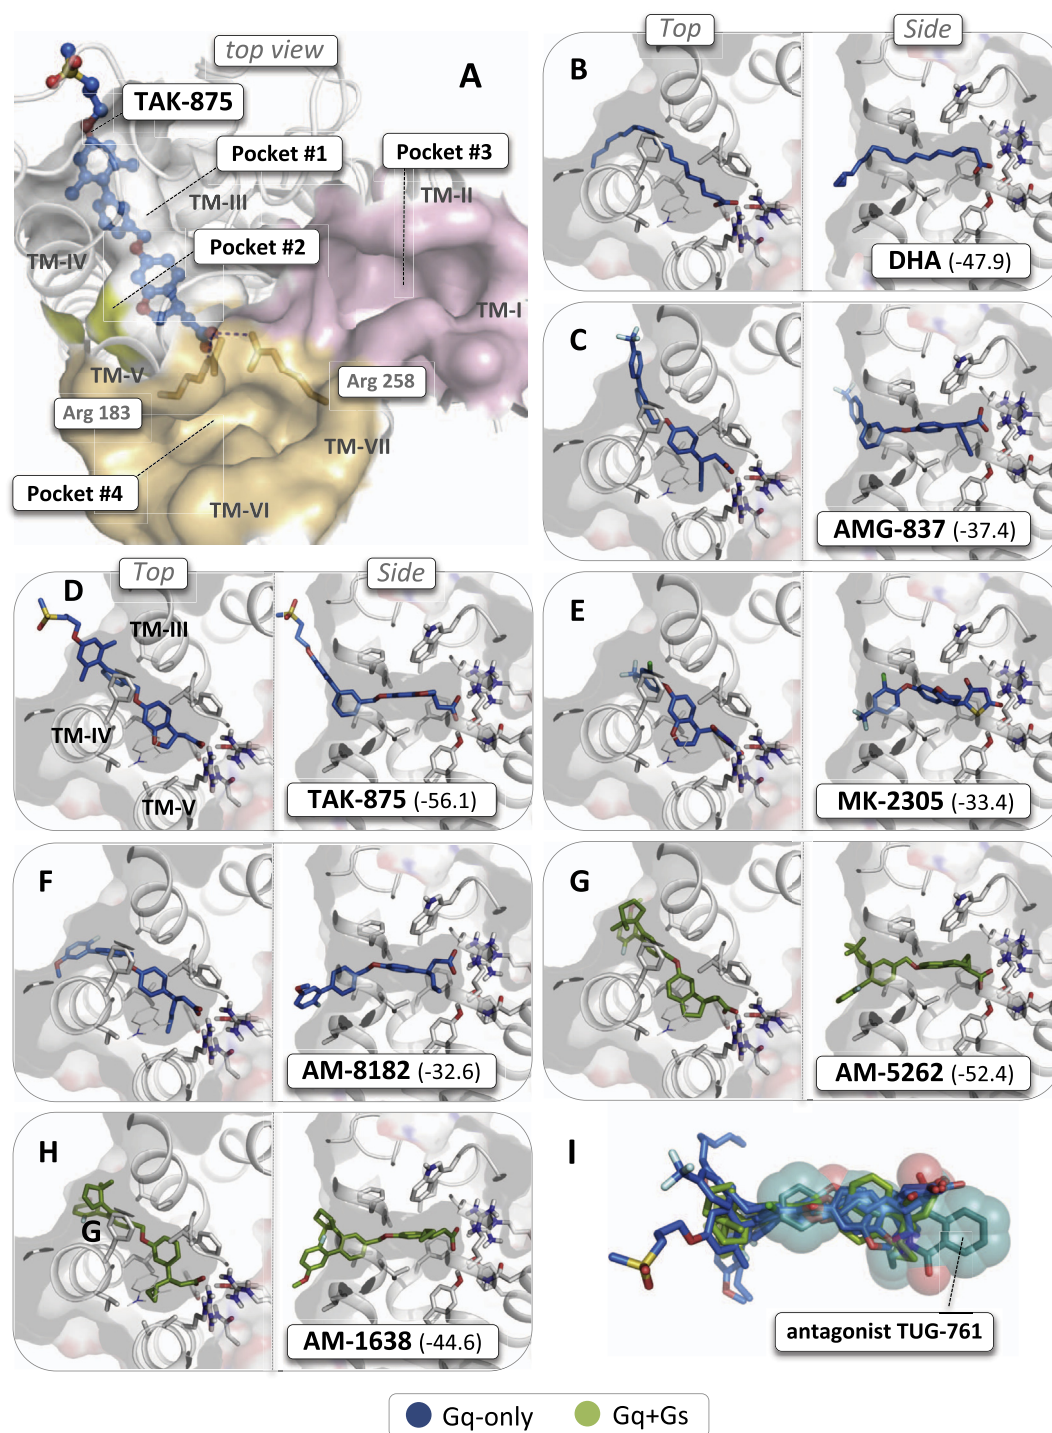 top view
A
TAK-875
Pocket #1
Pocket #3
TM-II
TM-III
Pocket #2
TM-IV
TM-I
TM-V
Arg 258
Arg 183
TM-VII
Pocket #4
TM-VI
Top
Side
B
DHA (-47.9)
C
AMG-837 (-37.4)
Top
Side
D
TM-III
TM-IV
TM-V
TAK-875 (-56.1)
E
MK-2305 (-33.4)
F
AM-8182 (-32.6)
G
AM-5262 (-52.4)
H
G
AM-1638 (-44.6)
I
antagonist TUG-761
Gq-only
Gq+Gs